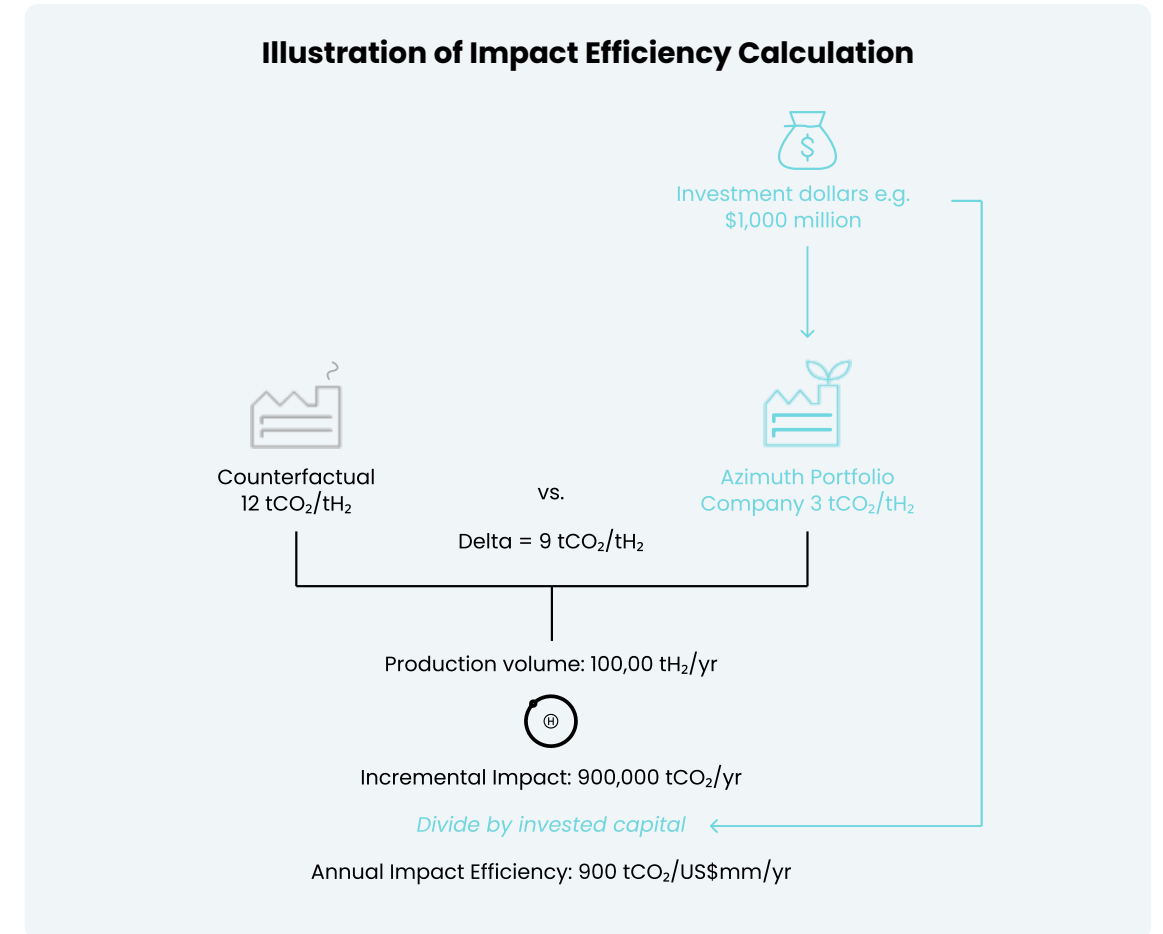 Illustration of Impact Efficiency Calculation
$
Investment dollars e.g.
$1,000 million
Counterfactual
12 tCO₂/tH₂
vs.
Azimuth Portfolio
Company 3 tCO₂/tH₂
Delta = 9 tCO₂/tH₂
Production volume: 100,00 tH₂/yr
H
Incremental Impact: 900,000 tCO₂/yr
Divide by invested capital
Annual Impact Efficiency: 900 tCO₂/US$mm/yr